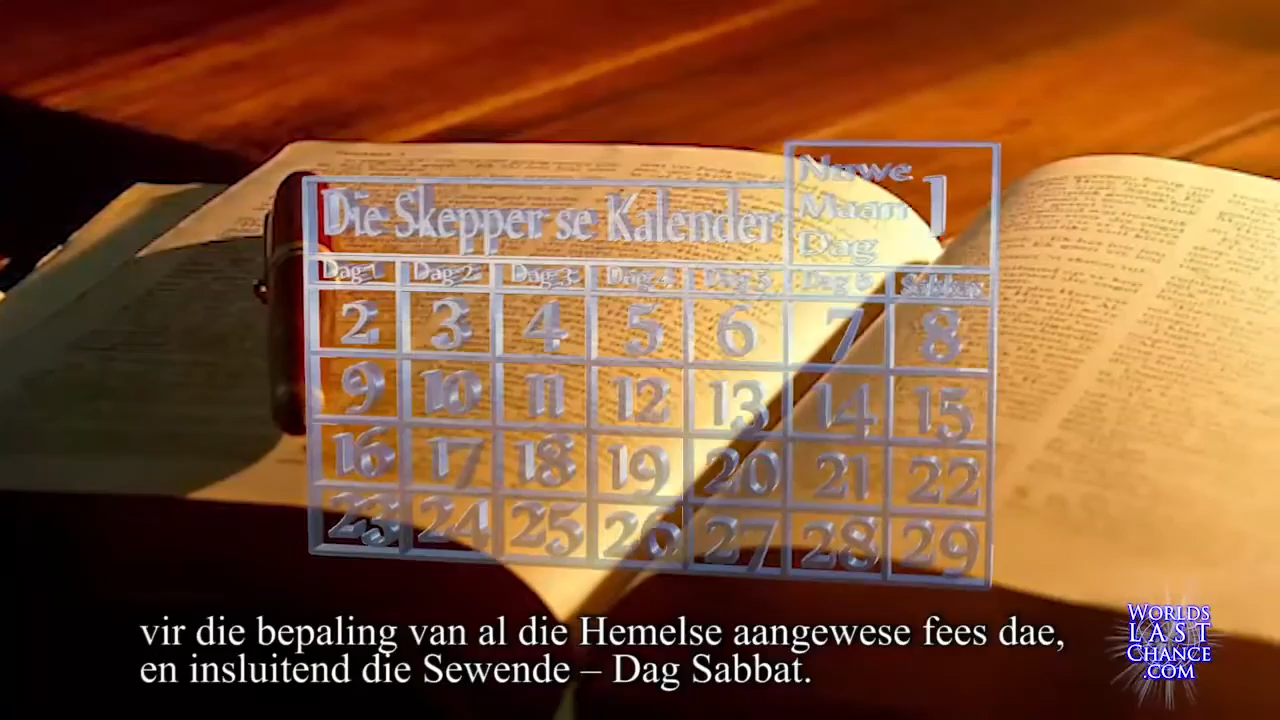 Nuwe
Maan 1
Dag
Die Skepper se Kalender
Dag 1 Dag 2 Dag 3 Dag 4 Dag 5 Dag 6 Sabbat
2 3 4 5 6 7 8
9 10 11 12 13 14 15
16 17 18 19 20 21 22
23 24 25 26 27 28 29
vir die bepaling van al die Hemelse aangewese fees dae,
en insluitend die Sewende – Dag Sabbat.
WORLDS
LAST
CHANCE
.COM